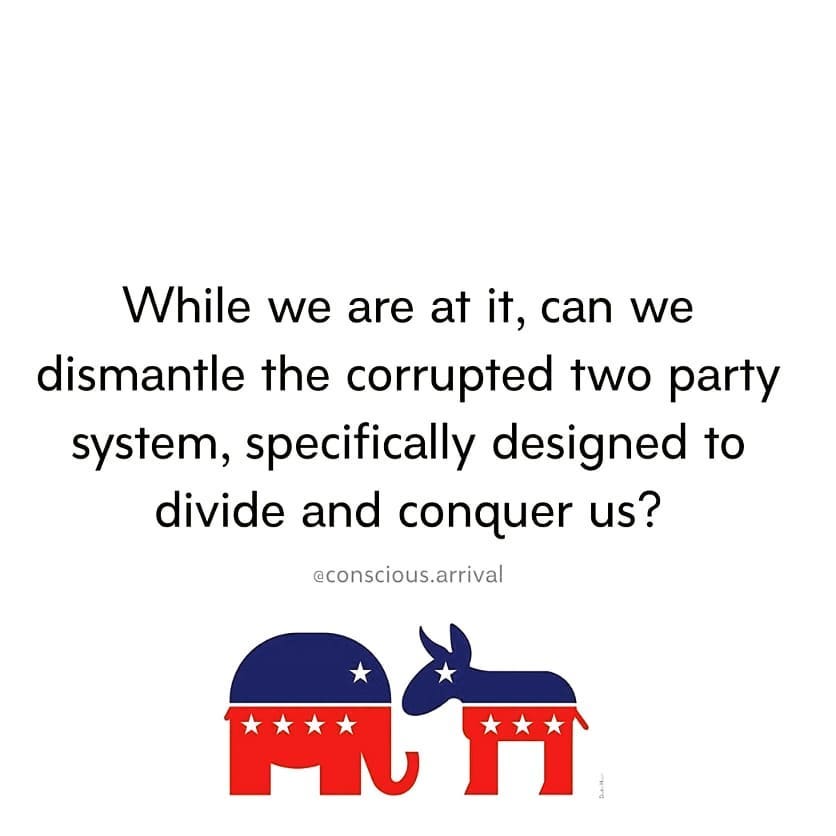 While we are at it, can we
dismantle the corrupted two party
system, specifically designed to
divide and conquer us?
@conscious.arrival